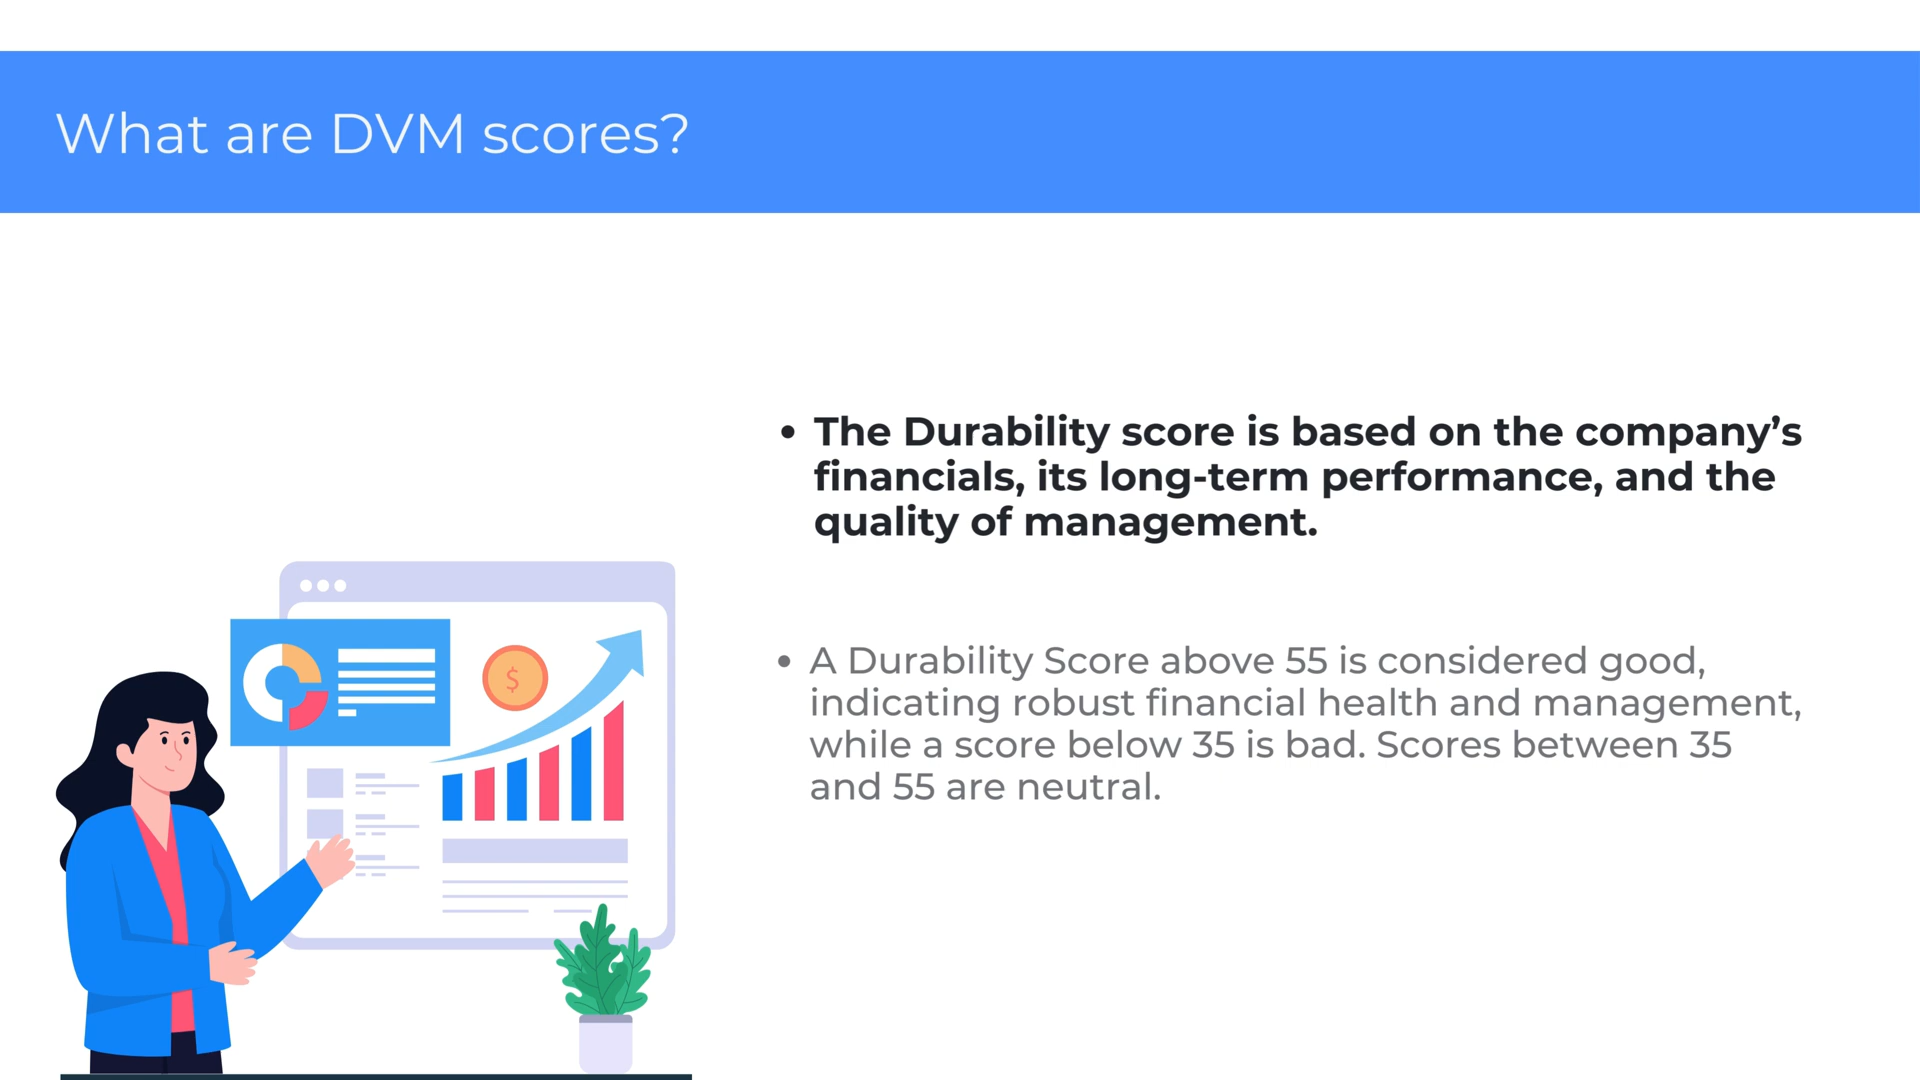 What are DVM scores?
• The Durability score is based on the company’s
financials, its long-term performance, and the
quality of management.
• A Durability Score above 55 is considered good,
indicating robust financial health and management,
while a score below 35 is bad. Scores between 35
and 55 are neutral.
$